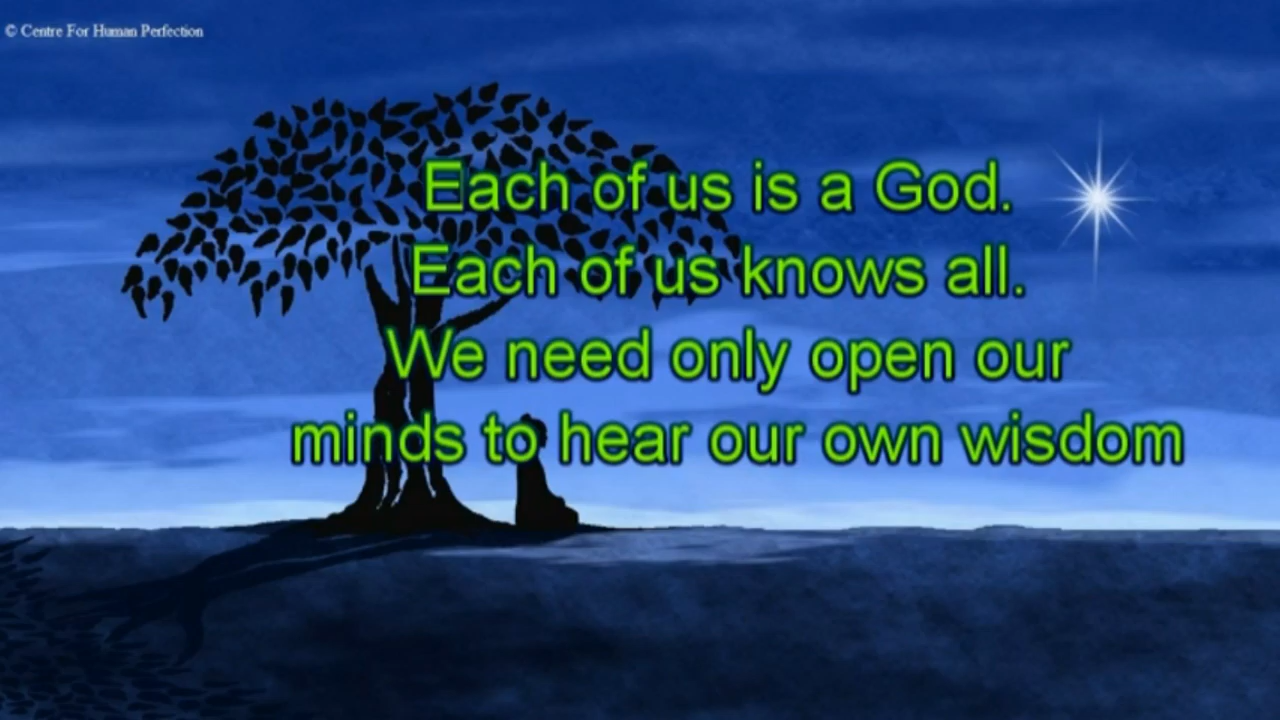 © Centre For Human Perfection
Each of us is a God.
Each of us knows all.
We need only open our
minds to hear our own wisdom